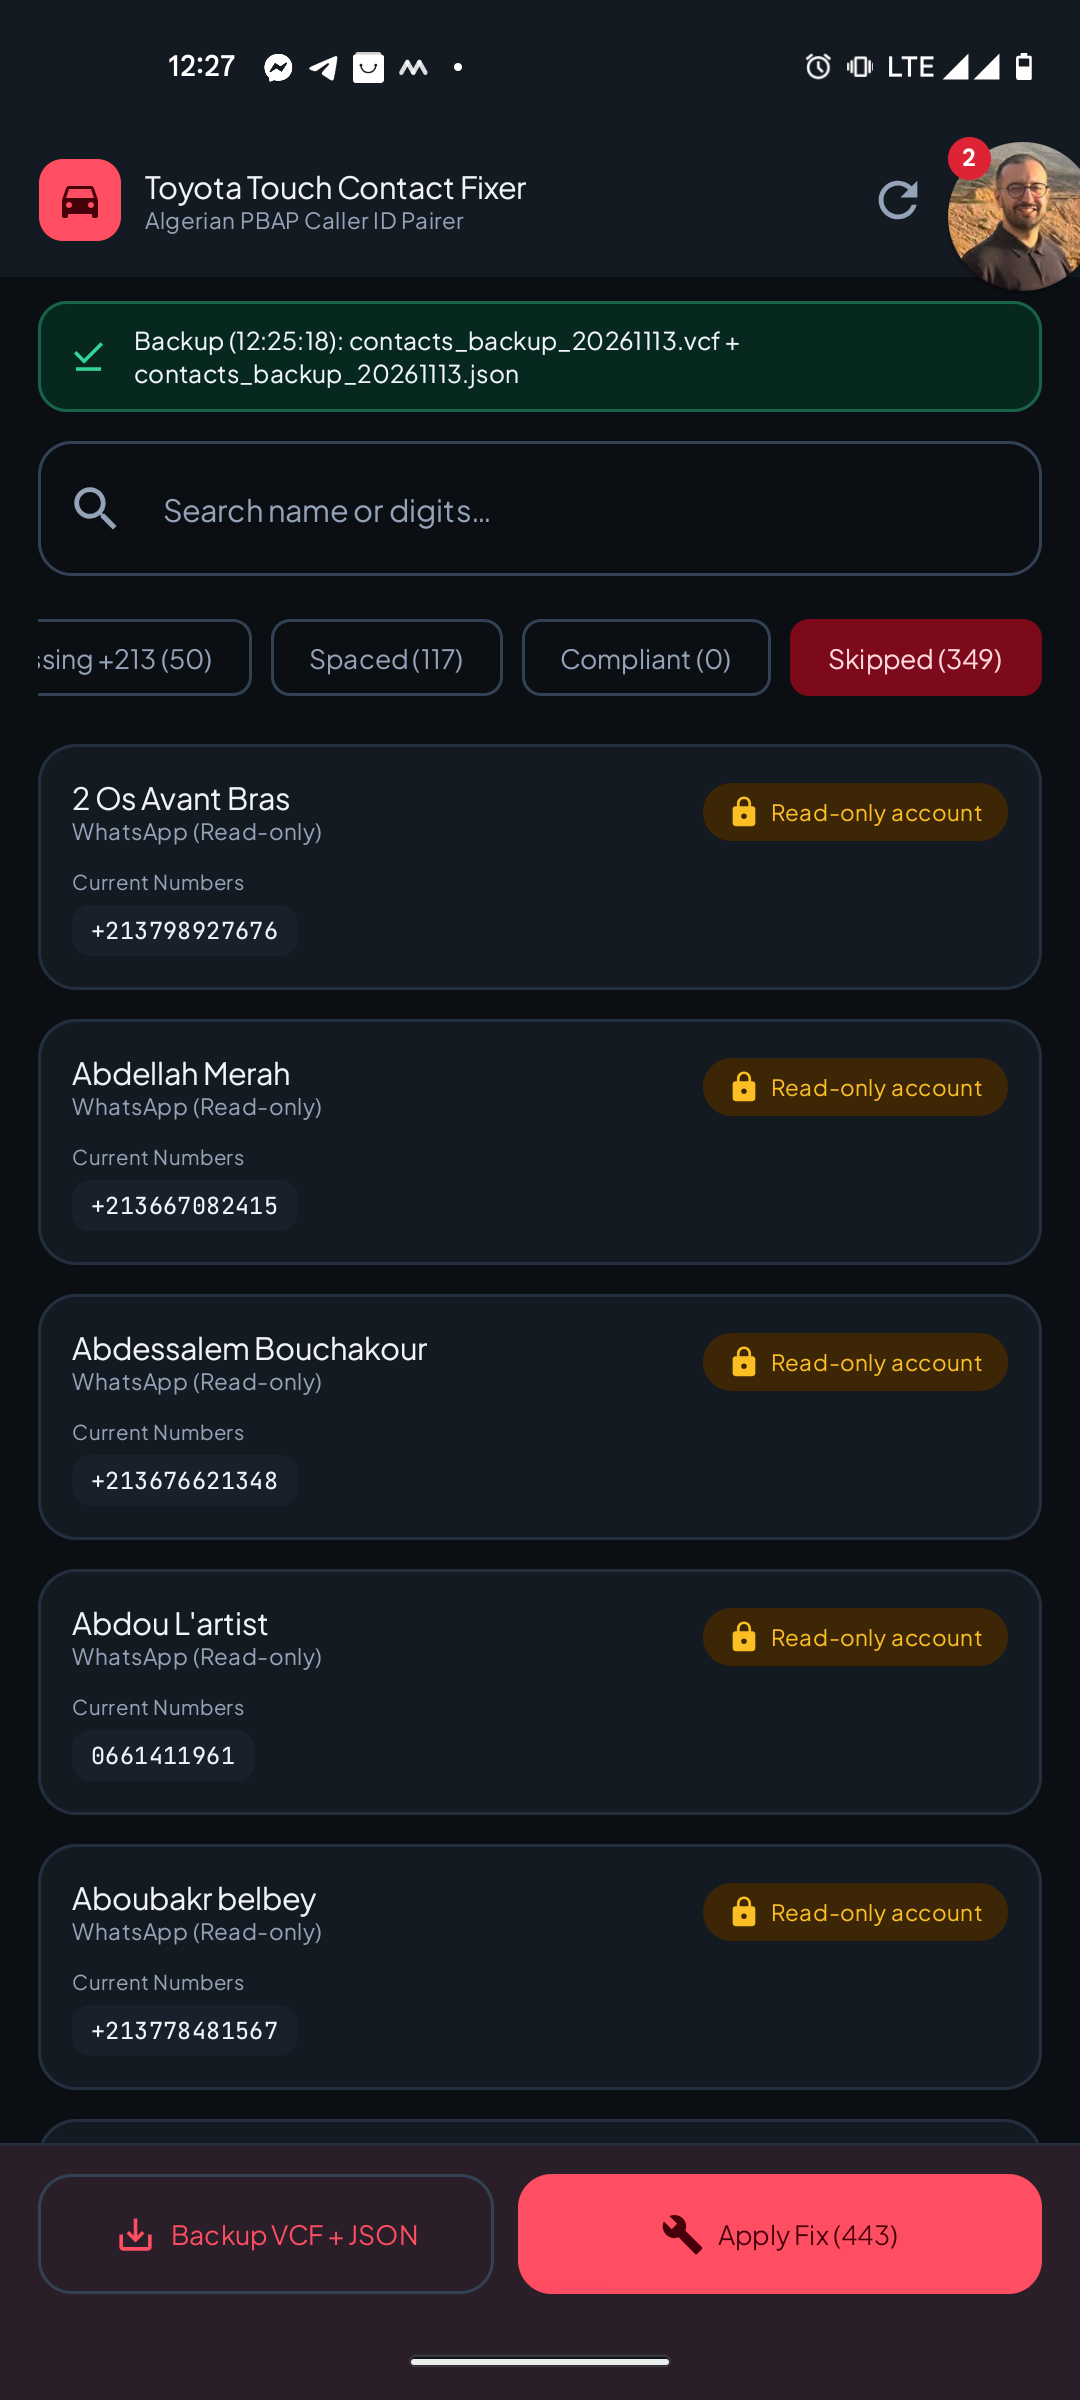 12:27
LTE
2
Toyota Touch Contact Fixer
Algerian PBAP Caller ID Pairer
Backup (12:25:18): contacts_backup_20261113.vcf +
contacts_backup_20261113.json
Search name or digits...
ssing +213 (50)
Spaced (117)
Compliant (0)
Skipped (349)
2 Os Avant Bras
WhatsApp (Read-only)
Read-only account
Current Numbers
+213798927676
Abdellah Merah
WhatsApp (Read-only)
Read-only account
Current Numbers
+213667082415
Abdessalem Bouchakour
WhatsApp (Read-only)
Read-only account
Current Numbers
+213676621348
Abdou L'artist
WhatsApp (Read-only)
Read-only account
Current Numbers
0661411961
Aboubakr belbey
WhatsApp (Read-only)
Read-only account
Current Numbers
+213778481567
Backup VCF + JSON
Apply Fix (443)